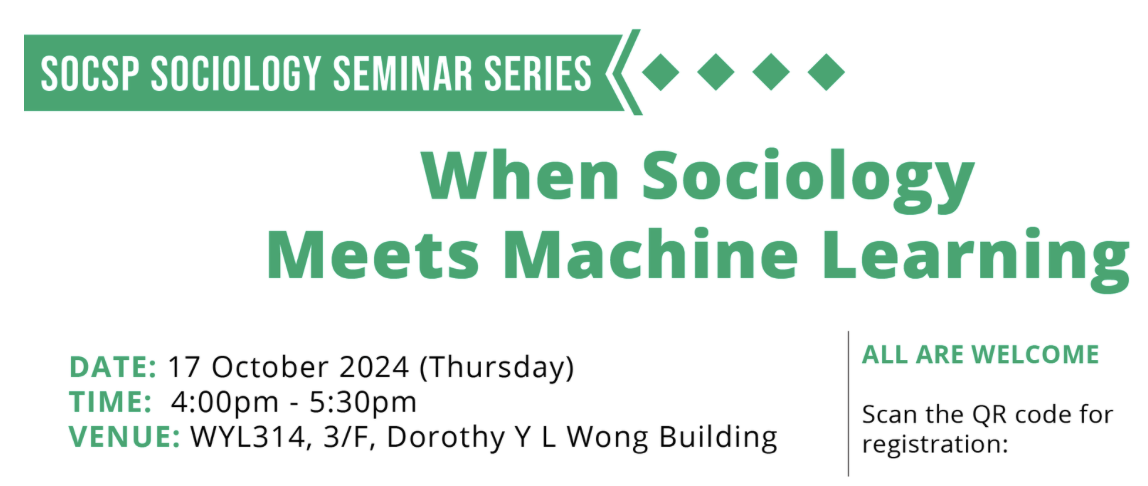 SOCSP SOCIOLOGY SEMINAR SERIES
When Sociology
Meets Machine Learning
DATE: 17 October 2024 (Thursday)
TIME: 4:00pm - 5:30pm
VENUE: WYL314, 3/F, Dorothy Y L Wong Building
ALL ARE WELCOME
Scan the QR code for
registration: